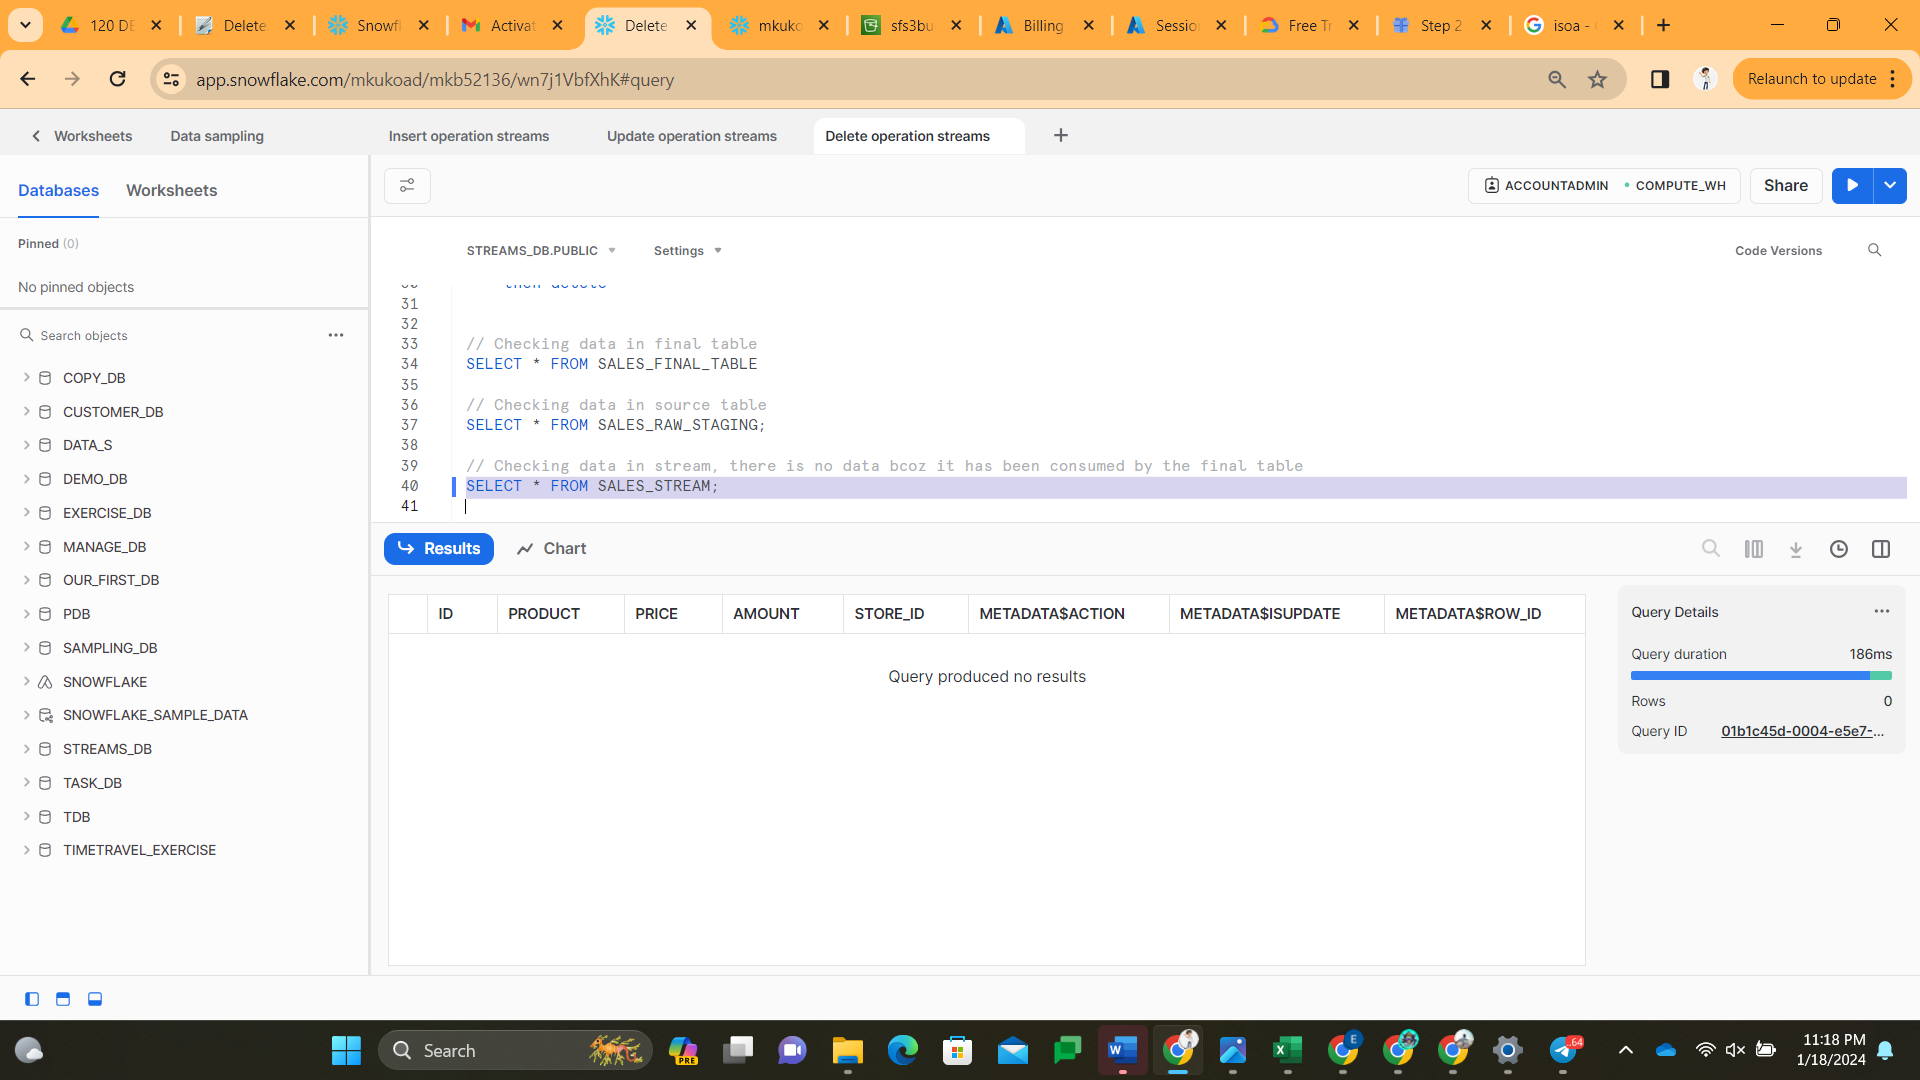 120 DE
Delete.
Snowfl
Activat
Delete
mkuko
sfs3bu
Billing
Sessio
Free Tr
Step 2
isoa -
app.snowflake.com/mkukoad/mkb52136/wn7j1VbfXhK#query
Relaunch to update
Worksheets
Data sampling
Insert operation streams
Update operation streams
Delete operation streams
Databases
Worksheets
ACCOUNTADMIN
COMPUTE_WH
Share
Pinned (0)
No pinned objects
STREAMS_DB.PUBLIC
Settings
Code Versions
Search objects
COPY_DB
CUSTOMER_DB
DATA_S
DEMO_DB
EXERCISE_DB
MANAGE_DB
OUR_FIRST_DB
PDB
SAMPLING_DB
SNOWFLAKE
SNOWFLAKE_SAMPLE_DATA
STREAMS_DB
TASK_DB
TDB
TIMETRAVEL_EXERCISE
30 then delete
31
32
33 // Checking data in final table
34 SELECT * FROM SALES_FINAL_TABLE
35
36 // Checking data in source table
37 SELECT * FROM SALES_RAW_STAGING;
38
39 // Checking data in stream, there is no data bcoz it has been consumed by the final table
40 SELECT * FROM SALES_STREAM;
41
Results
Chart
ID PRODUCT PRICE AMOUNT STORE_ID METADATA$ACTION METADATA$ISUPDATE METADATA$ROW_ID
Query produced no results
Query Details
Query duration 186ms
Rows 0
Query ID 01b1c45d-0004-e5e7-...
Search
PRE
E
64
11:18 PM
1/18/2024